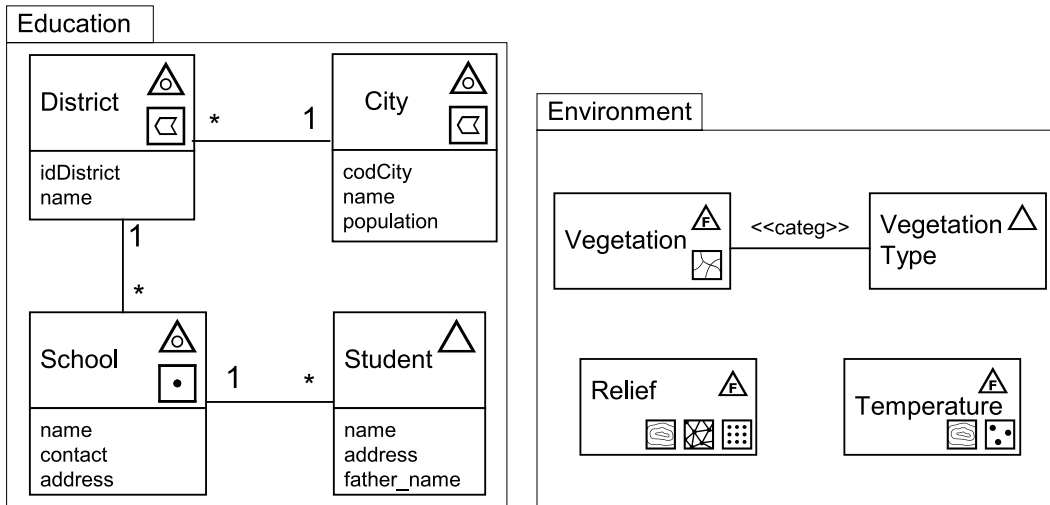 Education
District
* 1
City
idDistrict
name
codCity
name
population
1
*
School
1 *
Student
name
contact
address
name
address
father_name
Environment
Vegetation
F
<<categ>>
Vegetation
Type
Relief
F
Temperature
F